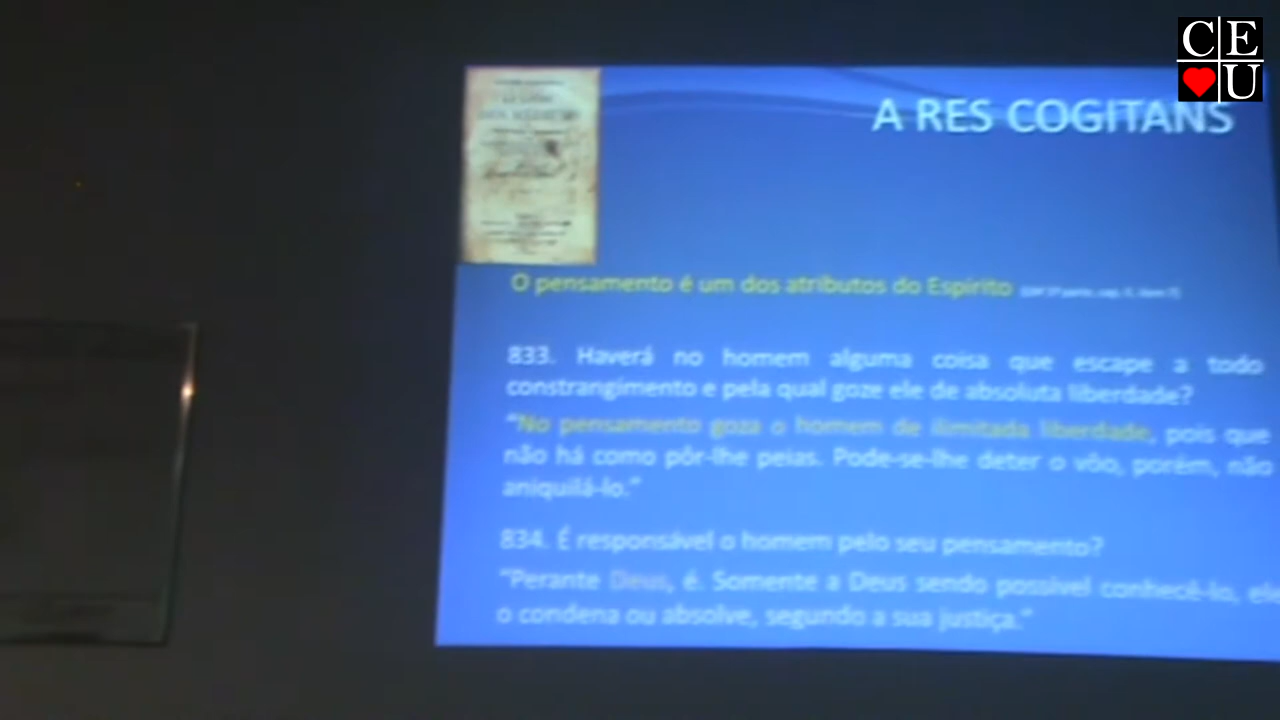 CE
U
A RES COGITANS
O pensamento é um dos atributos do Espírito
833. Haverá no homem alguma coisa que escape a todo
constrangimento e pela qual goze ele de absoluta liberdade?
"No pensamento goza o homem de ilimitada liberdade, pois que
não há como pôr-lhe peias. Pode-se-lhe deter o vôo, porém, não
aniquilá-lo."
834. É responsável o homem pelo seu pensamento?
"Perante Deus, é. Somente a Deus sendo possível conhecê-lo, ele
o condena ou absolve, segundo a sua justiça."